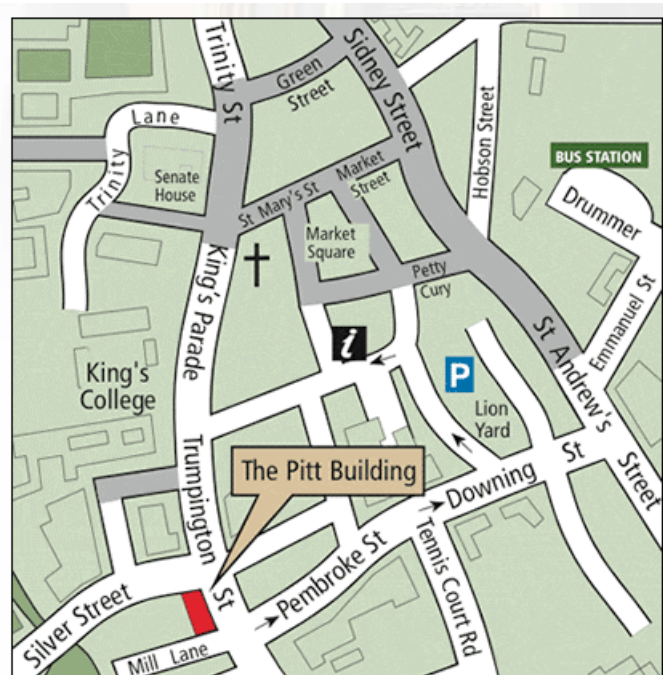 Trinity St
Green
Street
Sidney Street
Hobson Street
BUS STATION
Drummer
Emmanuel St
Trinity
Lane
Senate
House
St Mary's St
Market
Street
Market
Square
Petty
Cury
King's Parade
King's
College
i
P
Lion
Yard
St Andrew's
Street
The Pitt Building
Trumpington
St
Downing
St
Pembroke St
Tennis Court Rd
Silver Street
Mill Lane